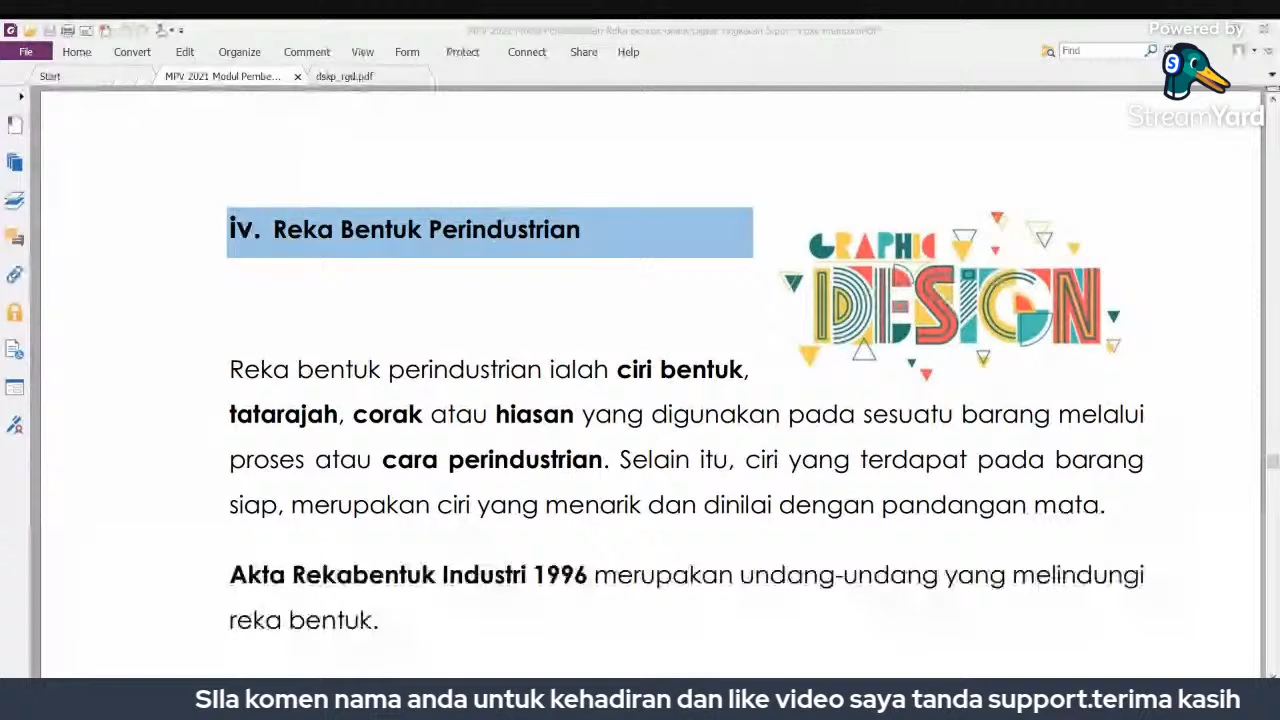 Powered by
File Home Convert Edit Organize Comment View Form Protect Connect Share Help
Find
Start MPV 2021 Modul Pembe... dskp_rgd.pdf
StreamYard
iv. Reka Bentuk Perindustrian
GRAPHIC
DESIGN
Reka bentuk perindustrian ialah ciri bentuk,
tatarajah, corak atau hiasan yang digunakan pada sesuatu barang melalui
proses atau cara perindustrian. Selain itu, ciri yang terdapat pada barang
siap, merupakan ciri yang menarik dan dinilai dengan pandangan mata.
Akta Rekabentuk Industri 1996 merupakan undang-undang yang melindungi
reka bentuk.
SIla komen nama anda untuk kehadiran dan like video saya tanda support.terima kasih